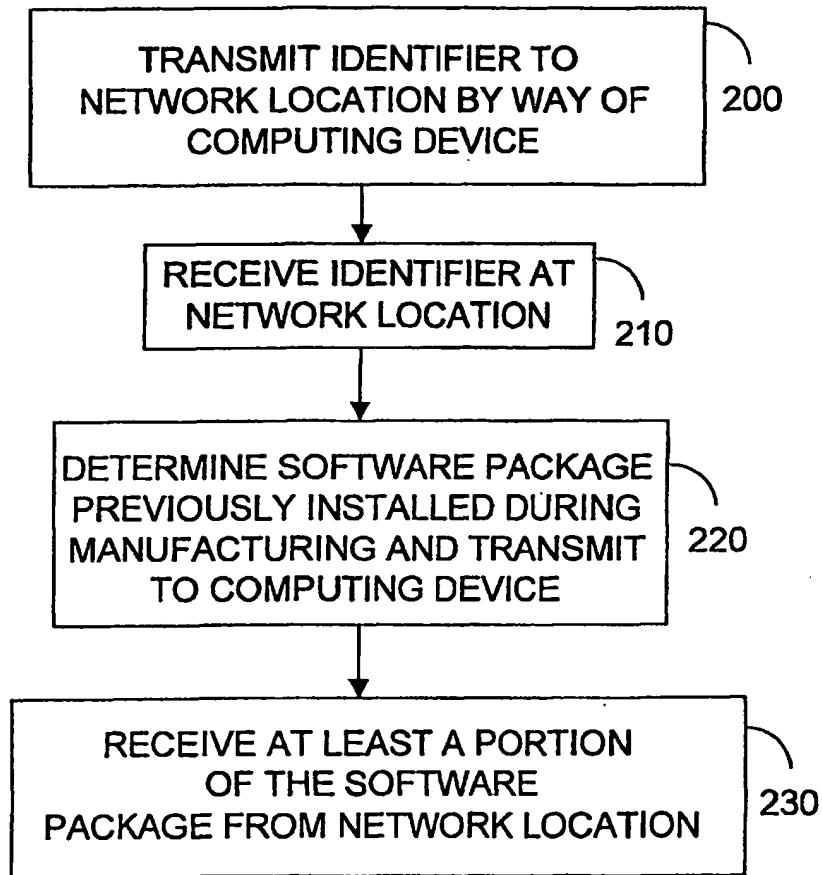 TRANSMIT IDENTIFIER TO
NETWORK LOCATION BY WAY OF
COMPUTING DEVICE
200
RECEIVE IDENTIFIER AT
NETWORK LOCATION
210
DETERMINE SOFTWARE PACKAGE
PREVIOUSLY INSTALLED DURING
MANUFACTURING AND TRANSMIT
TO COMPUTING DEVICE
220
RECEIVE AT LEAST A PORTION
OF THE SOFTWARE
PACKAGE FROM NETWORK LOCATION
230